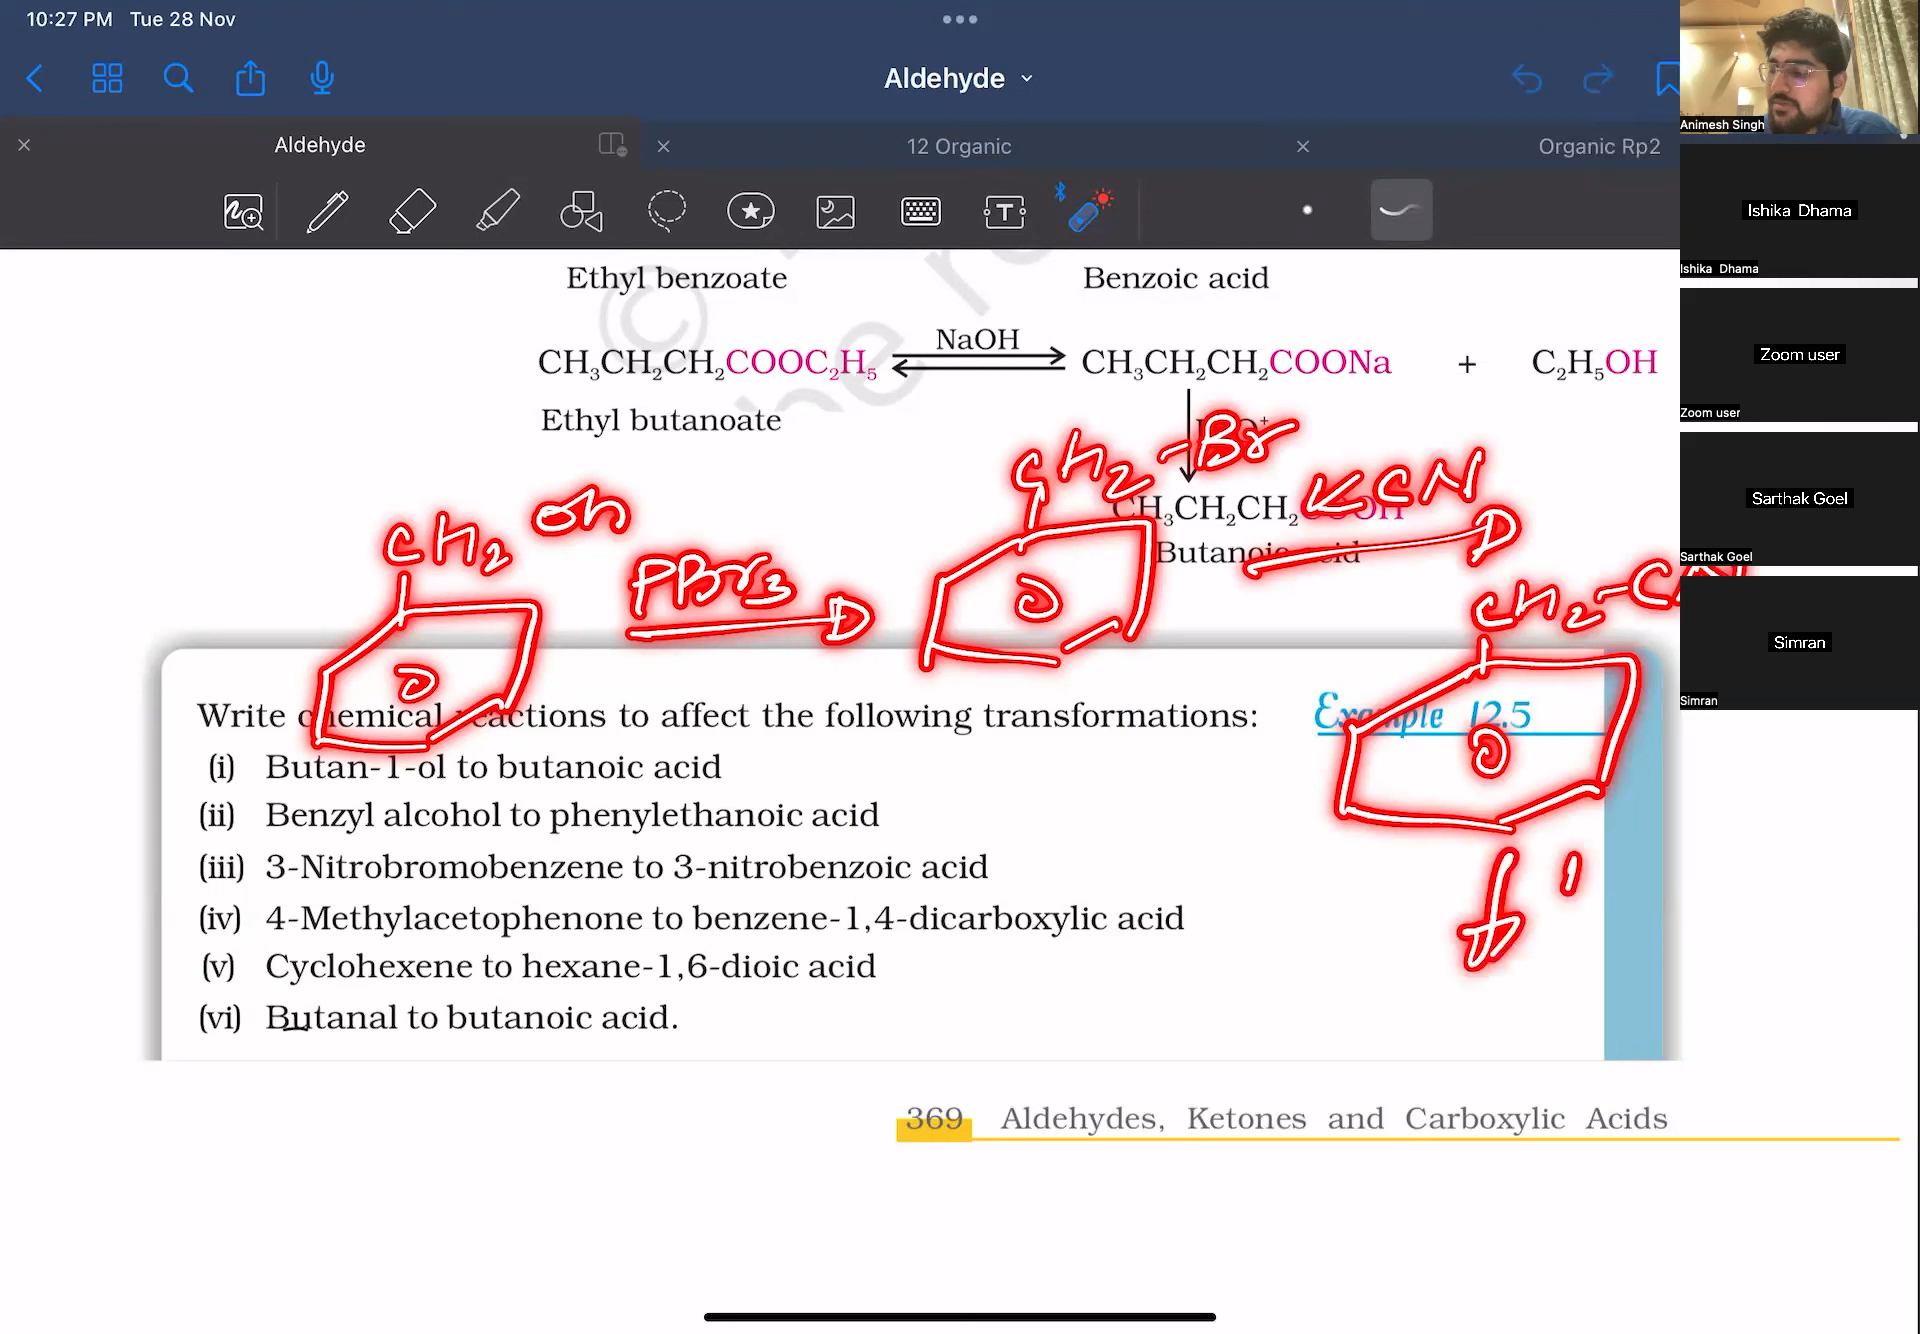 10:27 PM Tue 28 Nov
Aldehyde
Aldehyde
12 Organic
Organic Rp2
Animesh Singh
Ishika Dhama
Ishika Dhama
Zoom user
Zoom user
Sarthak Goel
Sarthak Goel
Simran
Simran
Ethyl benzoate Benzoic acid
CH₃CH₂CH₂COOC₂H₅ NaOH CH₃CH₂CH₂COONa + C₂H₅OH
Ethyl butanoate
CH₃CH₂CH₂COOH
Butanoic acid
CH₂ OH PBr₃ CH₂-Br KCN
CH₂-CN
Write chemical reactions to affect the following transformations: Example 12.5
(i) Butan-1-ol to butanoic acid
(ii) Benzyl alcohol to phenylethanoic acid
(iii) 3-Nitrobromobenzene to 3-nitrobenzoic acid
(iv) 4-Methylacetophenone to benzene-1,4-dicarboxylic acid
(v) Cyclohexene to hexane-1,6-dioic acid
(vi) Butanal to butanoic acid.
369 Aldehydes, Ketones and Carboxylic Acids